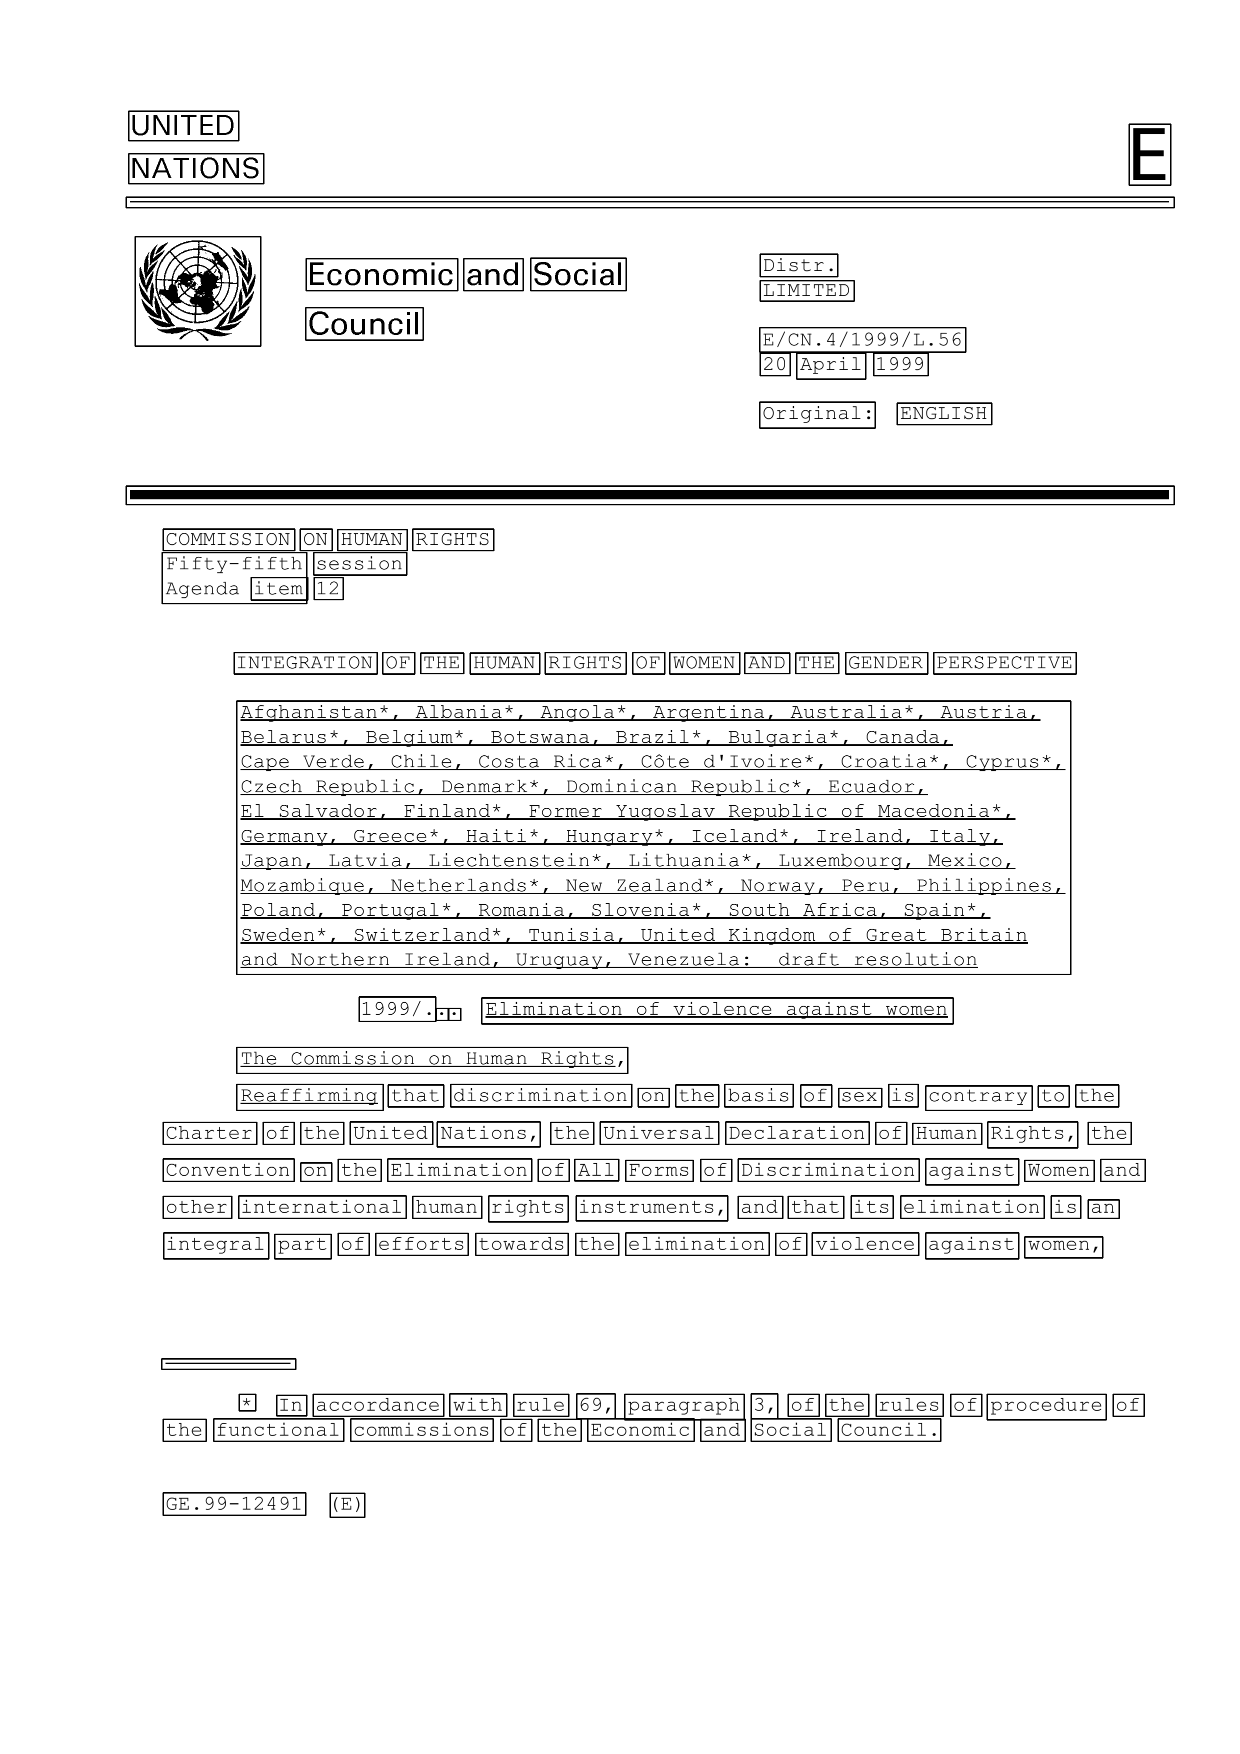 UNITED
NATIONS
E
Economic and Social
Council
Distr.
LIMITED
E/CN.4/1999/L.56
20 April 1999
Original: ENGLISH
COMMISSION ON HUMAN RIGHTS
Fifty-fifth session
Agenda item 12
INTEGRATION OF THE HUMAN RIGHTS OF WOMEN AND THE GENDER PERSPECTIVE
Afghanistan*, Albania*, Angola*, Argentina, Australia*, Austria,
Belarus*, Belgium*, Botswana, Brazil*, Bulgaria*, Canada,
Cape Verde, Chile, Costa Rica*, Côte d'Ivoire*, Croatia*, Cyprus*,
Czech Republic, Denmark*, Dominican Republic*, Ecuador,
El Salvador, Finland*, Former Yugoslav Republic of Macedonia*,
Germany, Greece*, Haiti*, Hungary*, Iceland*, Ireland, Italy,
Japan, Latvia, Liechtenstein*, Lithuania*, Luxembourg, Mexico,
Mozambique, Netherlands*, New Zealand*, Norway, Peru, Philippines,
Poland, Portugal*, Romania, Slovenia*, South Africa, Spain*,
Sweden*, Switzerland*, Tunisia, United Kingdom of Great Britain
and Northern Ireland, Uruguay, Venezuela: draft resolution
1999/... Elimination of violence against women
The Commission on Human Rights,
Reaffirming that discrimination on the basis of sex is contrary to the
Charter of the United Nations, the Universal Declaration of Human Rights, the
Convention on the Elimination of All Forms of Discrimination against Women and
other international human rights instruments, and that its elimination is an
integral part of efforts towards the elimination of violence against women,
* In accordance with rule 69, paragraph 3, of the rules of procedure of
the functional commissions of the Economic and Social Council.
GE.99-12491 (E)